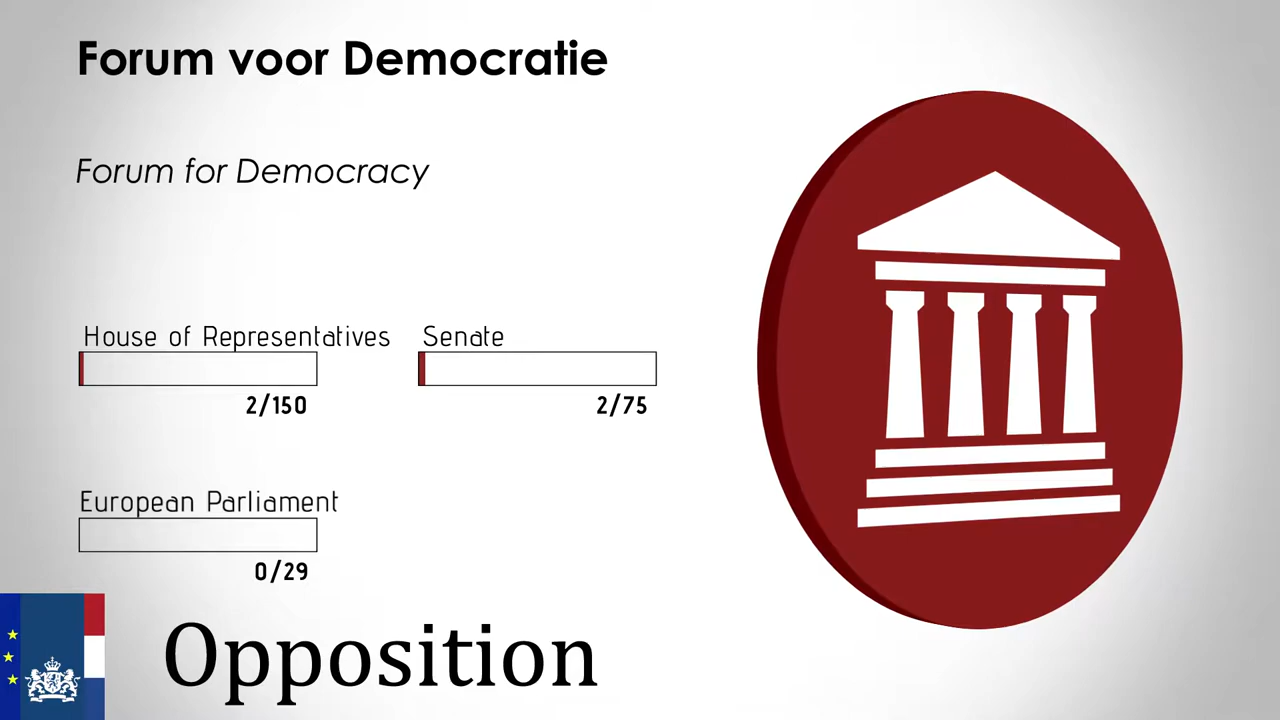 Forum voor Democratie
Forum for Democracy
House of Representatives
2/150
Senate
2/75
European Parliament
0/29
Opposition